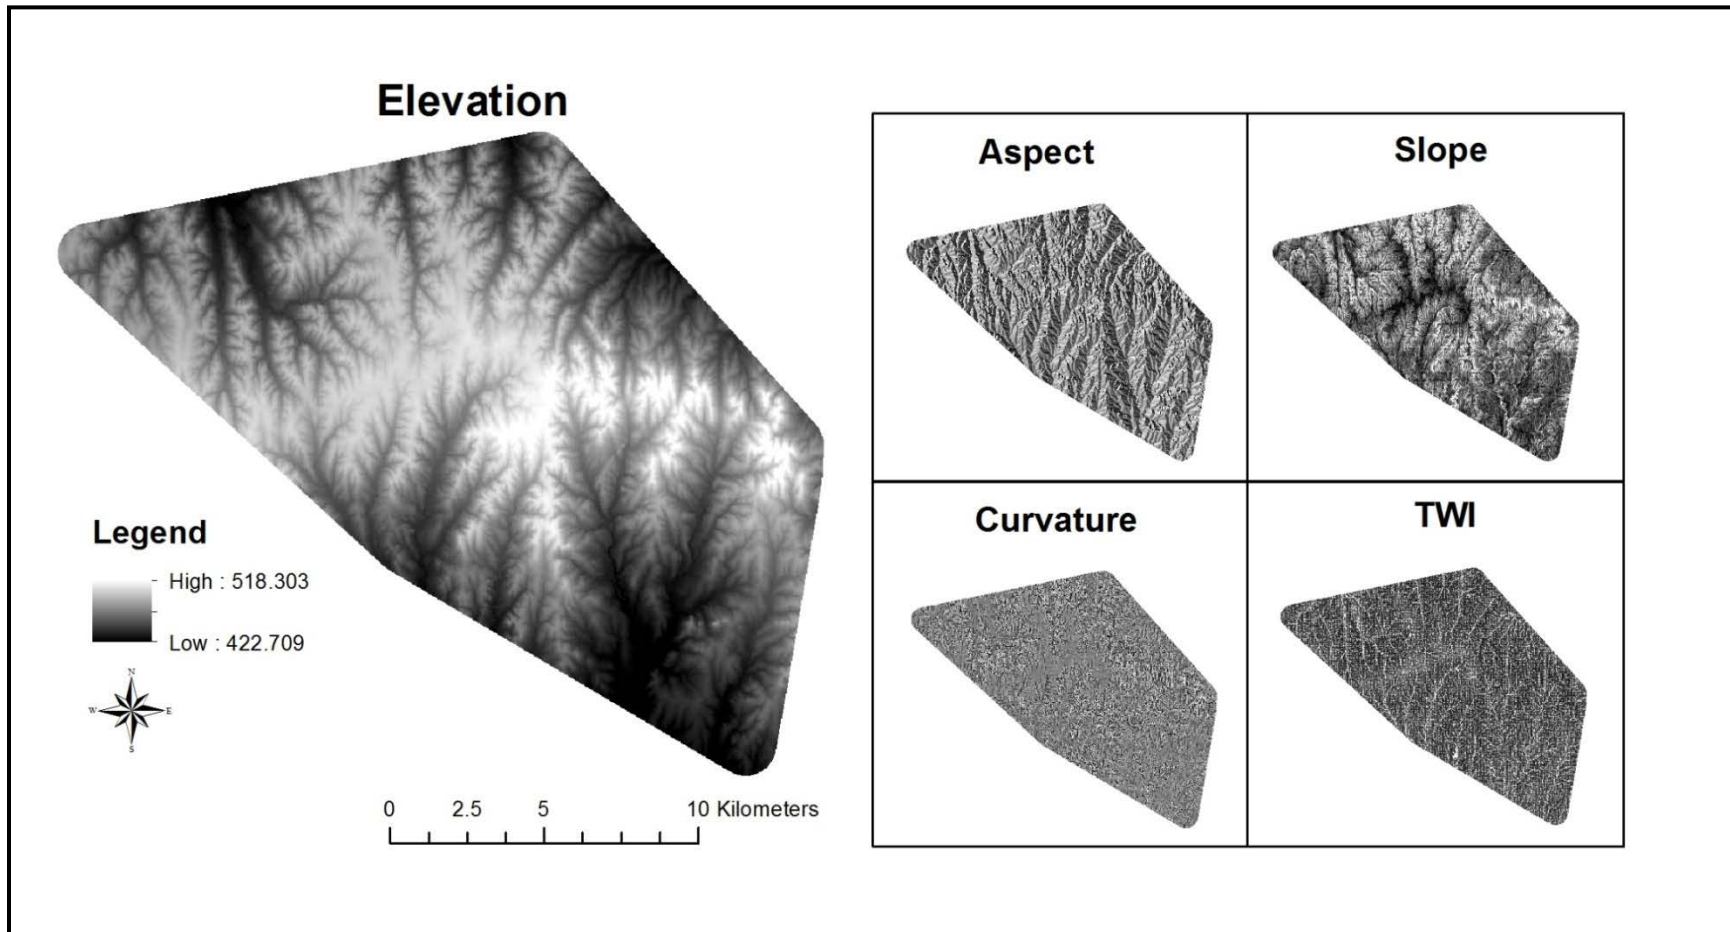 Elevation
Legend
High : 518.303
Low : 422.709
N
W E
S
0 2.5 5 10 Kilometers
Aspect
Slope
Curvature
TWI